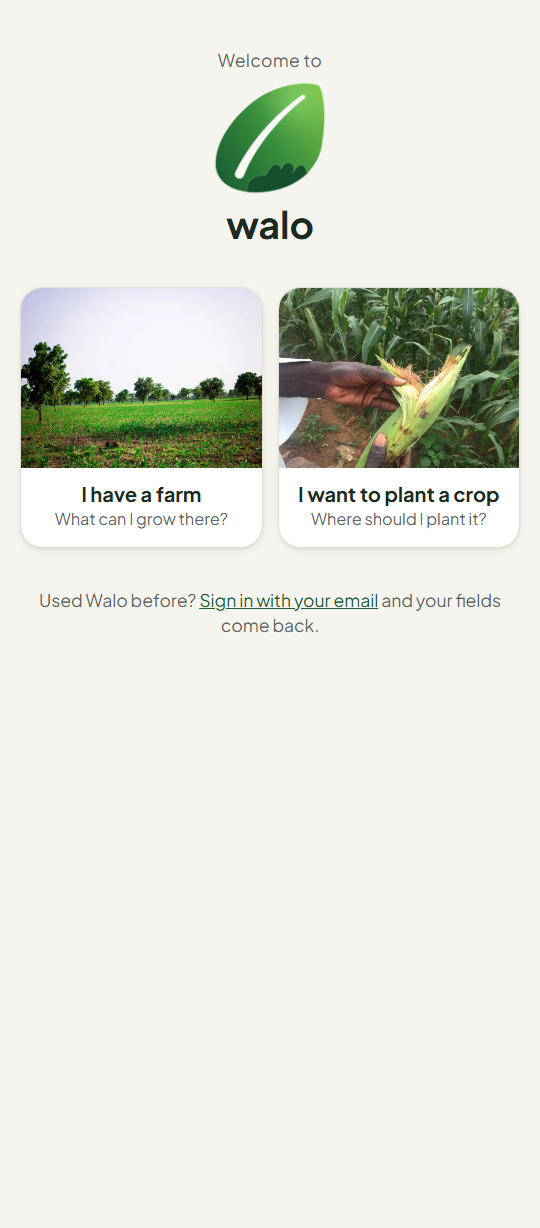 Welcome to
walo
I have a farm
What can I grow there?
I want to plant a crop
Where should I plant it?
Used Walo before? Sign in with your email and your fields
come back.